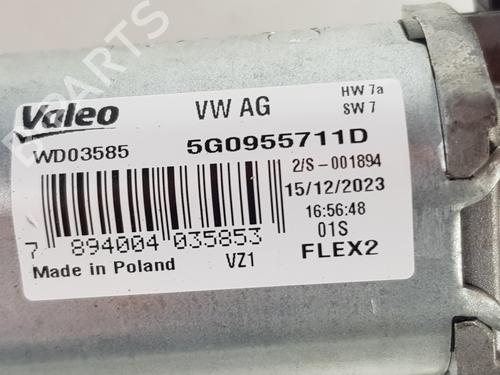 Valeo
VW AG
HW 7a
SW 7
WD03585
5G0955711D
2/S-001894
15/12/2023
16:56:48
01S
7 894004 035853
Made in Poland
VZ1
FLEX2